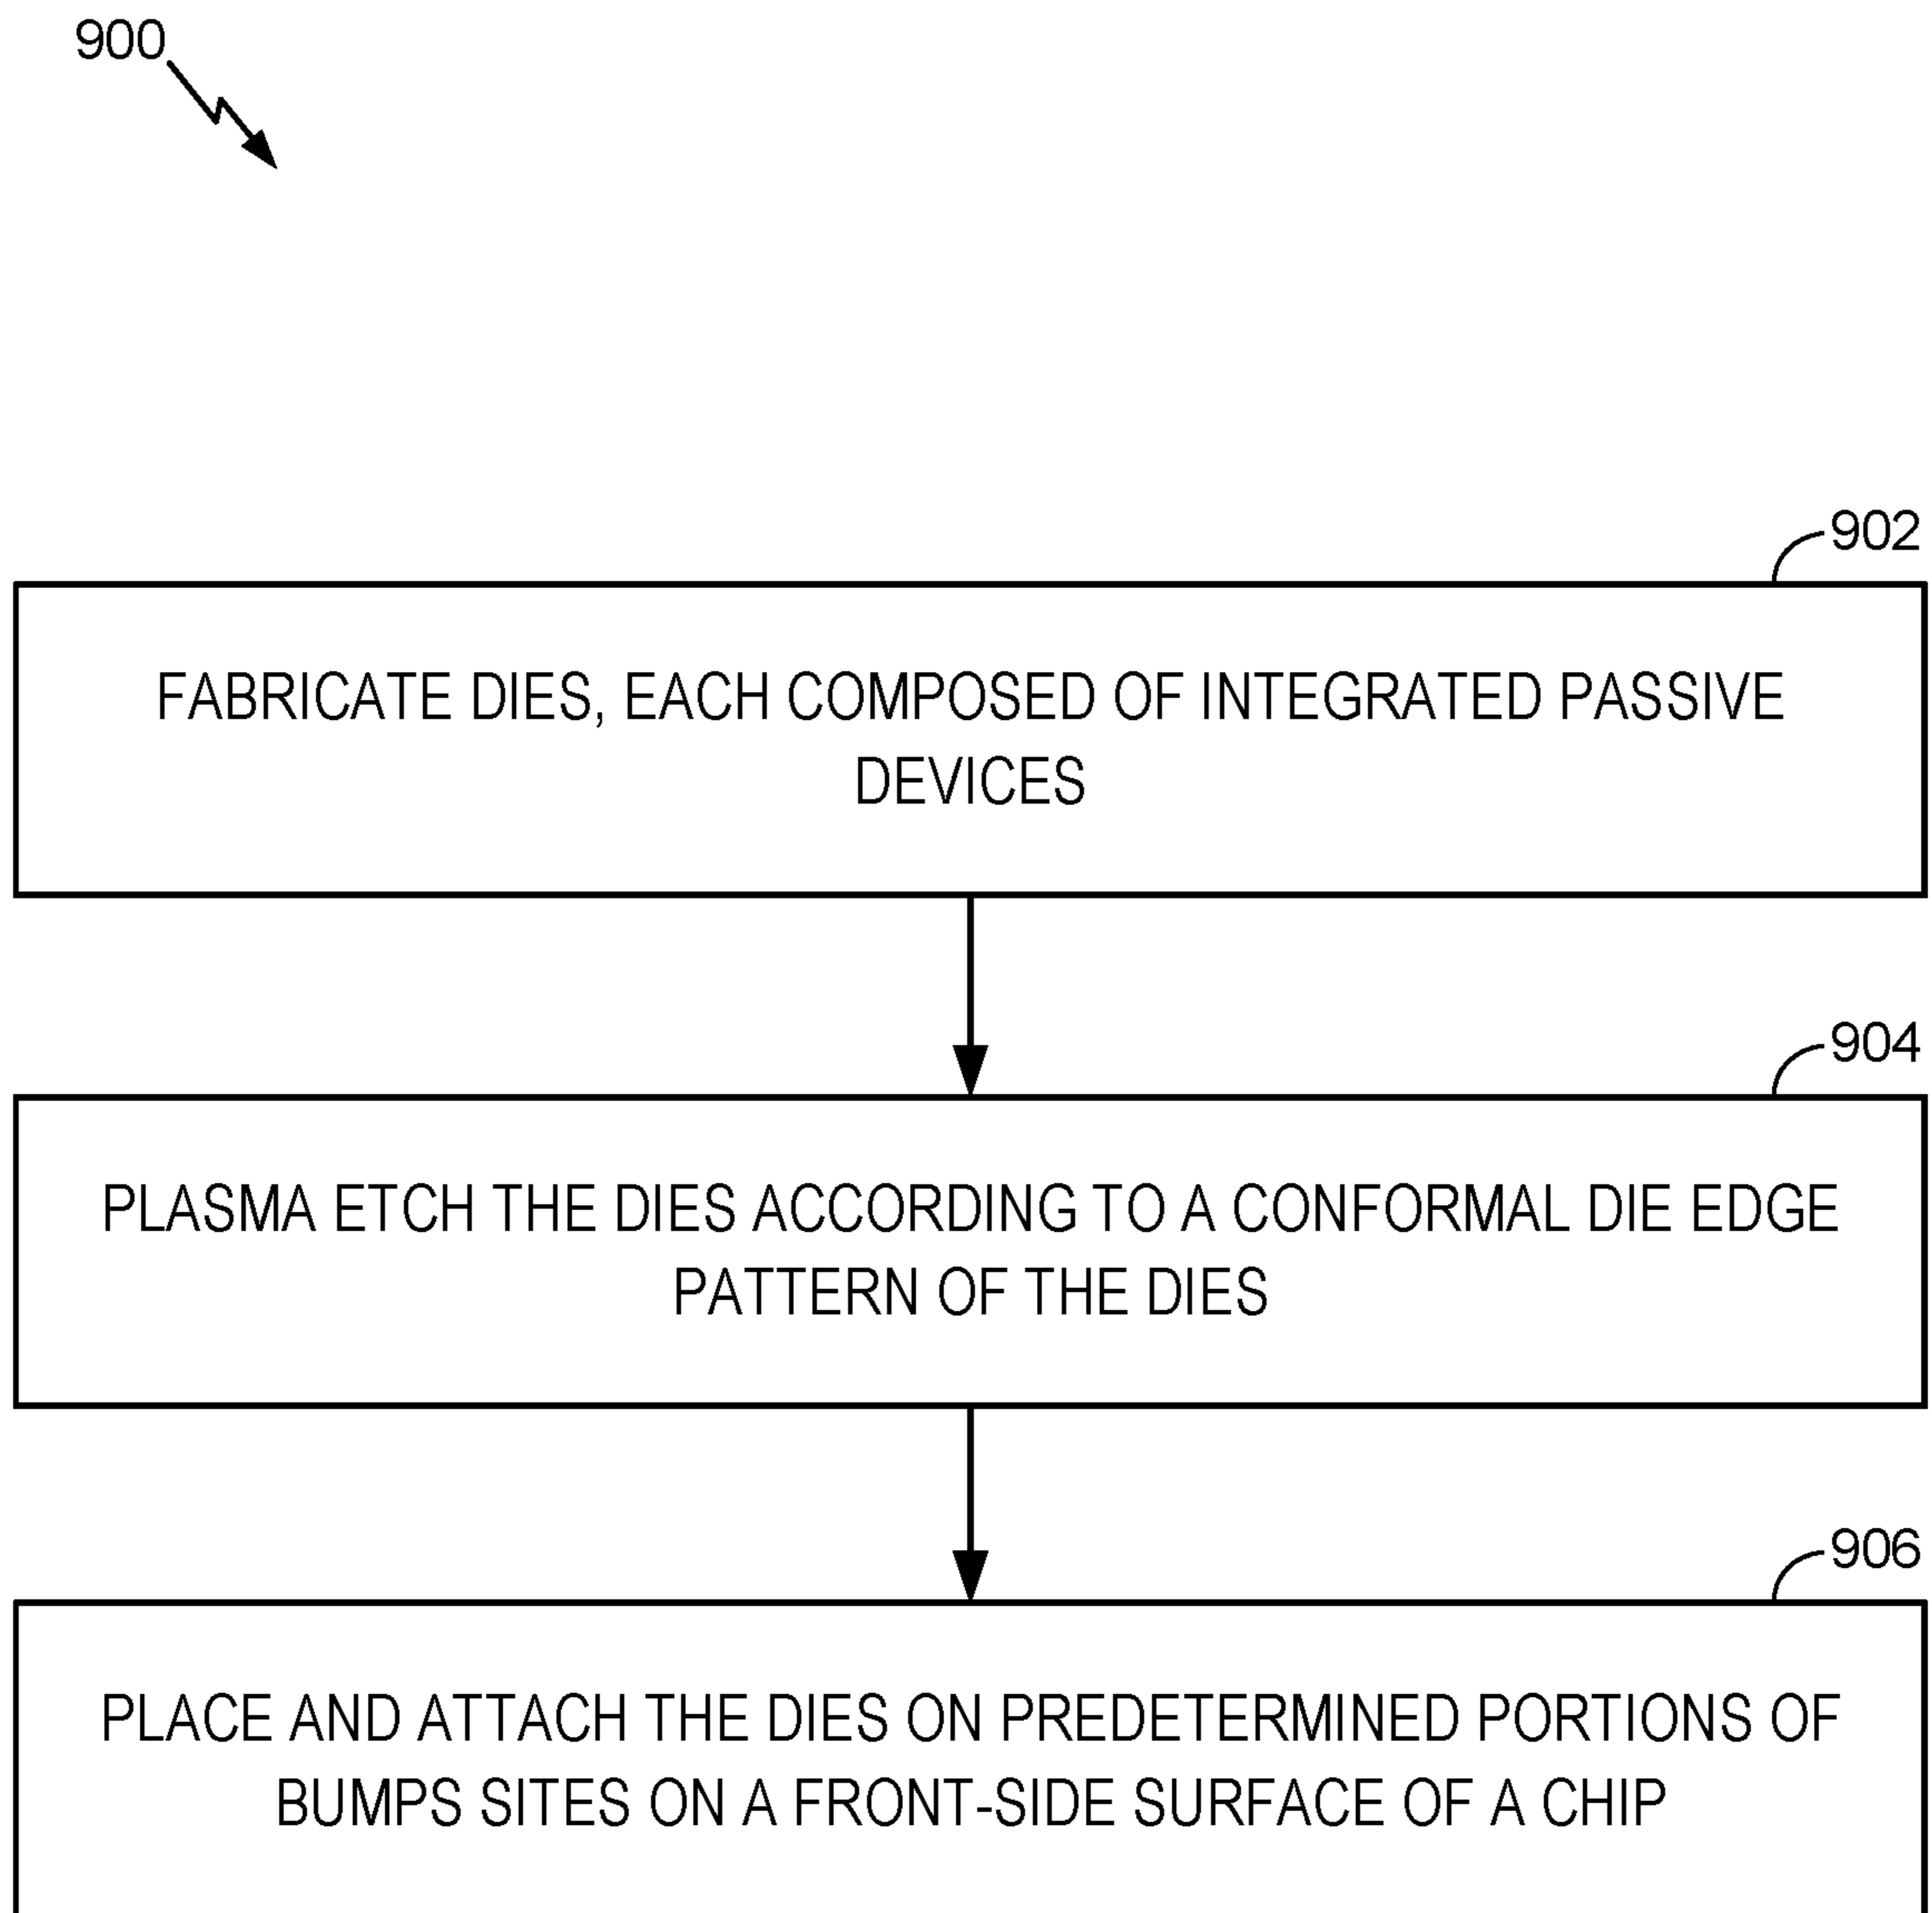 900
902
FABRICATE DIES, EACH COMPOSED OF INTEGRATED PASSIVE
DEVICES
904
PLASMA ETCH THE DIES ACCORDING TO A CONFORMAL DIE EDGE
PATTERN OF THE DIES
906
PLACE AND ATTACH THE DIES ON PREDETERMINED PORTIONS OF
BUMPS SITES ON A FRONT-SIDE SURFACE OF A CHIP